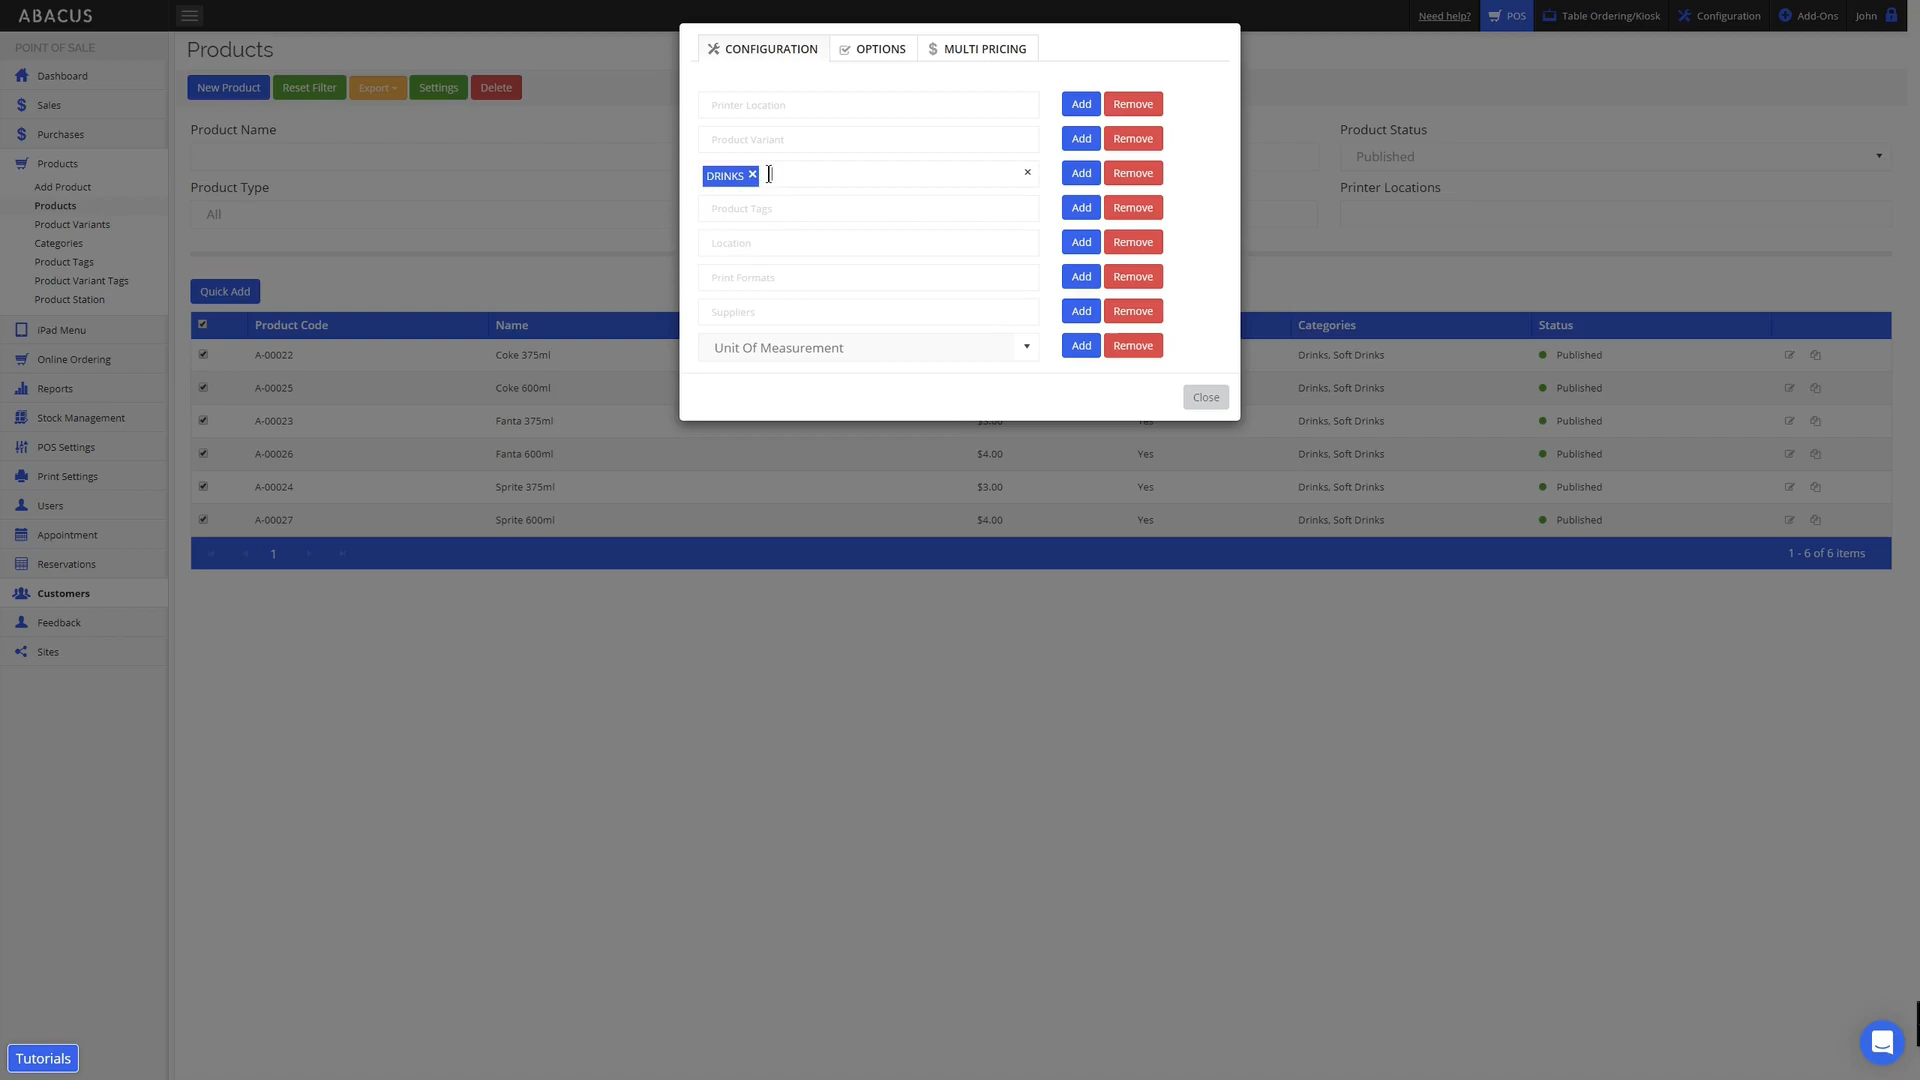 ABACUS
Need help?
POS
Table Ordering/Kiosk
Configuration
Add-Ons
John
POINT OF SALE
Dashboard
Sales
Purchases
Products
Add Product
Products
Product Variants
Categories
Product Tags
Product Variant Tags
Product Station
iPad Menu
Online Ordering
Reports
Stock Management
POS Settings
Print Settings
Users
Appointment
Reservations
Customers
Feedback
Sites
Tutorials
Products
New Product Reset Filter Export Settings Delete
Product Name
Product Status
Published
Product Type
All
Printer Locations
Quick Add
CONFIGURATION OPTIONS MULTI PRICING
Printer Location Add Remove
Product Variant Add Remove
DRINKS Add Remove
Product Tags Add Remove
Location Add Remove
Print Formats Add Remove
Suppliers Add Remove
Unit Of Measurement Add Remove
Close
Product Code Name Categories Status
A-00022 Coke 375ml Drinks, Soft Drinks Published
A-00025 Coke 600ml Drinks, Soft Drinks Published
A-00023 Fanta 375ml $3.00 Yes Drinks, Soft Drinks Published
A-00026 Fanta 600ml $4.00 Yes Drinks, Soft Drinks Published
A-00024 Sprite 375ml $3.00 Yes Drinks, Soft Drinks Published
A-00027 Sprite 600ml $4.00 Yes Drinks, Soft Drinks Published
1
1 - 6 of 6 items